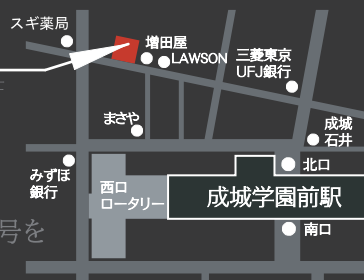 スギ薬局
増田屋
LAWSON
三菱東京
UFJ銀行
まさや
成城
石井
みずほ
銀行
西口
ロータリー
北口
成城学園前駅
南口
号を